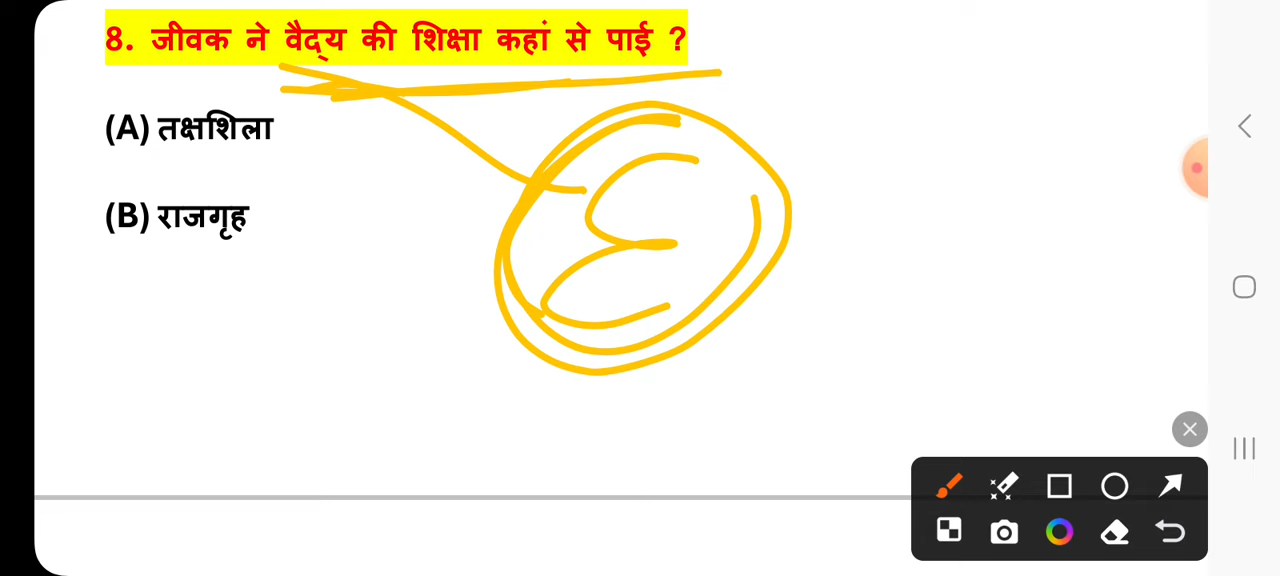 8. जीवक ने वैद्य की शिक्षा कहां से पाई ?
(A) तक्षशिला
(B) राजगृह